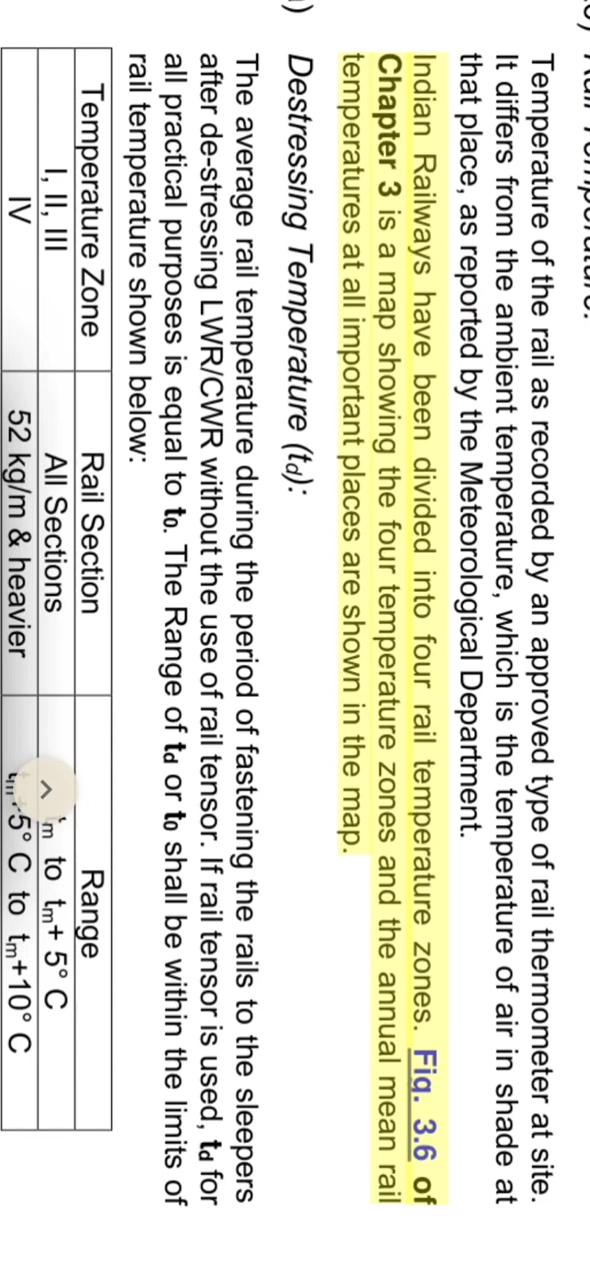 Temperature of the rail as recorded by an approved type of rail thermometer at site.
It differs from the ambient temperature, which is the temperature of air in shade at
that place, as reported by the Meteorological Department.
Indian Railways have been divided into four rail temperature zones. Fig. 3.6 of
Chapter 3 is a map showing the four temperature zones and the annual mean rail
temperatures at all important places are shown in the map.
) Destressing Temperature (td):
The average rail temperature during the period of fastening the rails to the sleepers
after de-stressing LWR/CWR without the use of rail tensor. If rail tensor is used, td for
all practical purposes is equal to t0. The Range of td or t0 shall be within the limits of
rail temperature shown below:
Temperature Zone Rail Section Range
I, II, III All Sections tm to tm+ 5° C
IV 52 kg/m & heavier 5° C to tm+10° C